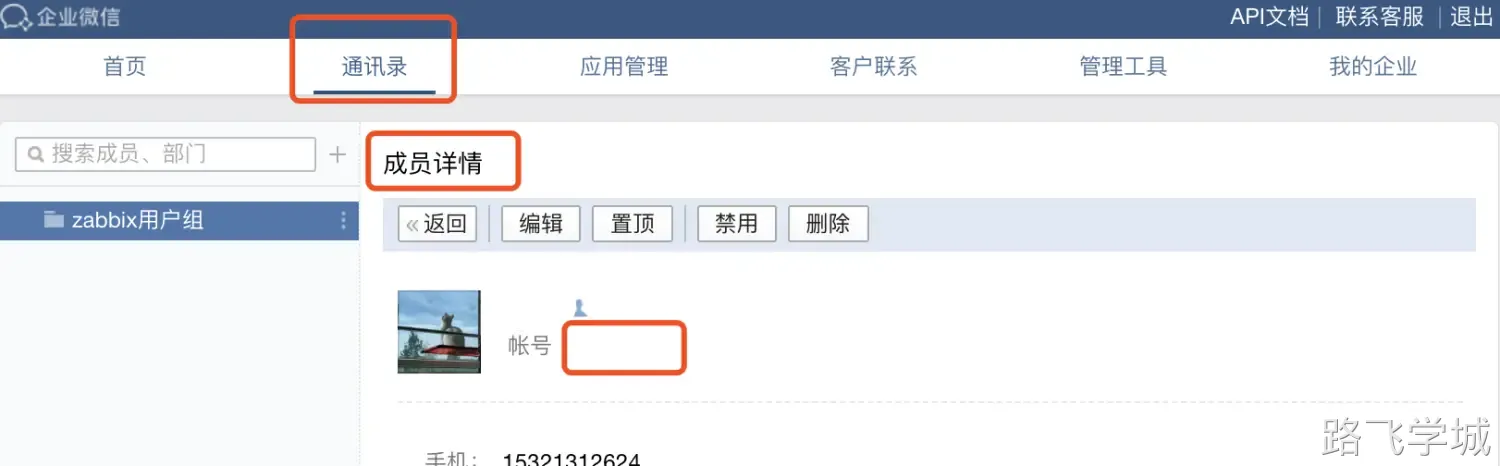 企业微信
API文档 | 联系客服 | 退出
首页 通讯录 应用管理 客户联系 管理工具 我的企业
搜索成员、部门 +
成员详情
zabbix用户组
«返回 编辑 置顶 禁用 删除
帐号
手机: 15321312624
路飞学城